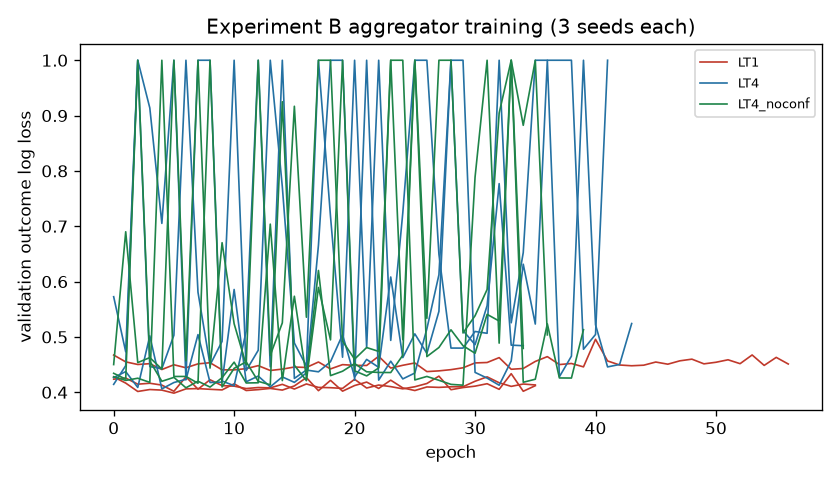 Experiment B aggregator training (3 seeds each)
validation outcome log loss
1.0
0.9
0.8
0.7
0.6
0.5
0.4
LT1
LT4
LT4_noconf
0 10 20 30 40 50
epoch